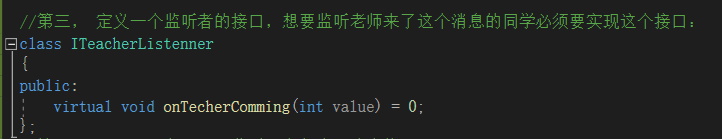 //第三, 定义一个监听者的接口，想要监听老师来了这个消息的同学必须要实现这个接口：
class ITeacherListenner
{
public:
    virtual void onTecherComming(int value) = 0;
};